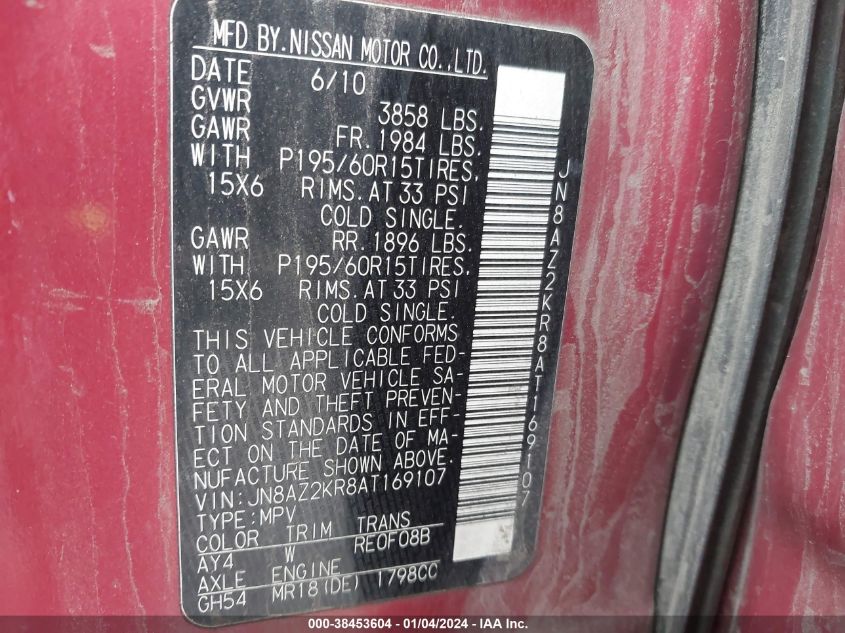 MFD BY.NISSAN MOTOR CO.,LTD.
DATE 6/10
GVWR 3858 LBS.
GAWR FR. 1984 LBS.
WITH P195/60R15TIRES,
15X6 RIMS.AT 33 PSI
COLD SINGLE.
GAWR RR. 1896 LBS.
WITH P195/60R15TIRES,
15X6 RIMS.AT 33 PSI
COLD SINGLE.
THIS VEHICLE CONFORMS
TO ALL APPLICABLE FED-
ERAL MOTOR VEHICLE SA-
FETY AND THEFT PREVEN-
TION STANDARDS IN EFF-
ECT ON THE DATE OF MA-
NUFACTURE SHOWN ABOVE.
VIN:JN8AZ2KR8AT169107
TYPE:MPV
COLOR TRIM TRANS
AY4 W RE0F08B
AXLE ENGINE
GH54 MR18(DE) 1798CC
JN8AZ2KR8AT169107
000-38453604 - 01/04/2024 - IAA Inc.